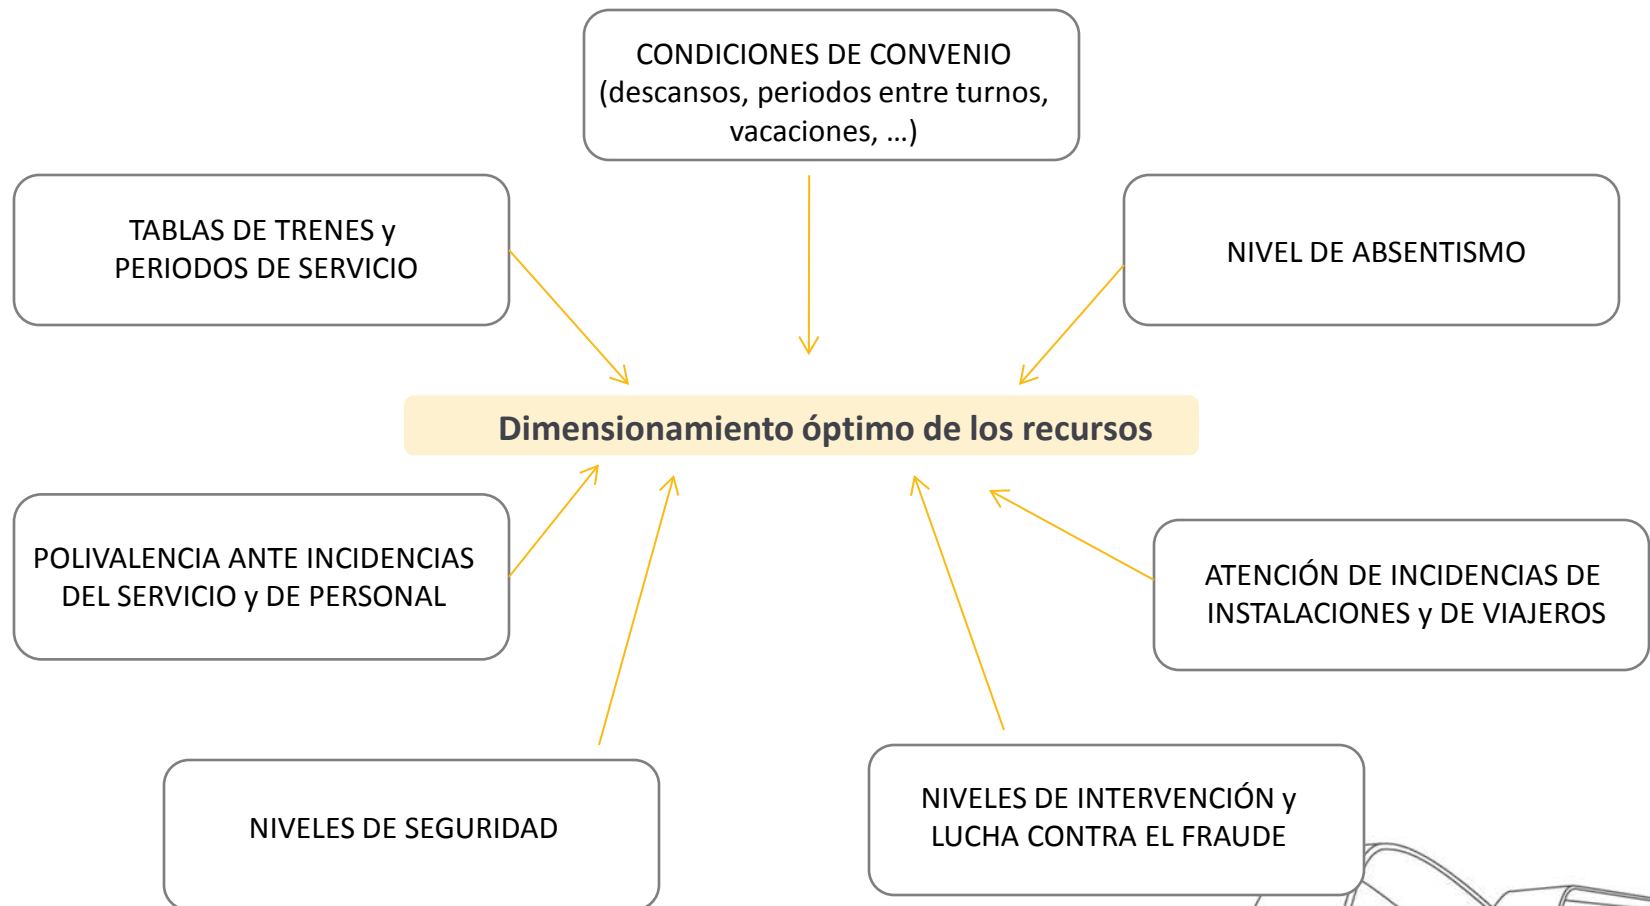 CONDICIONES DE CONVENIO
(descansos, periodos entre turnos,
vacaciones, ...)
TABLAS DE TRENES y
PERIODOS DE SERVICIO
NIVEL DE ABSENTISMO
Dimensionamiento óptimo de los recursos
POLIVALENCIA ANTE INCIDENCIAS
DEL SERVICIO y DE PERSONAL
ATENCIÓN DE INCIDENCIAS DE
INSTALACIONES y DE VIAJEROS
NIVELES DE SEGURIDAD
NIVELES DE INTERVENCIÓN y
LUCHA CONTRA EL FRAUDE